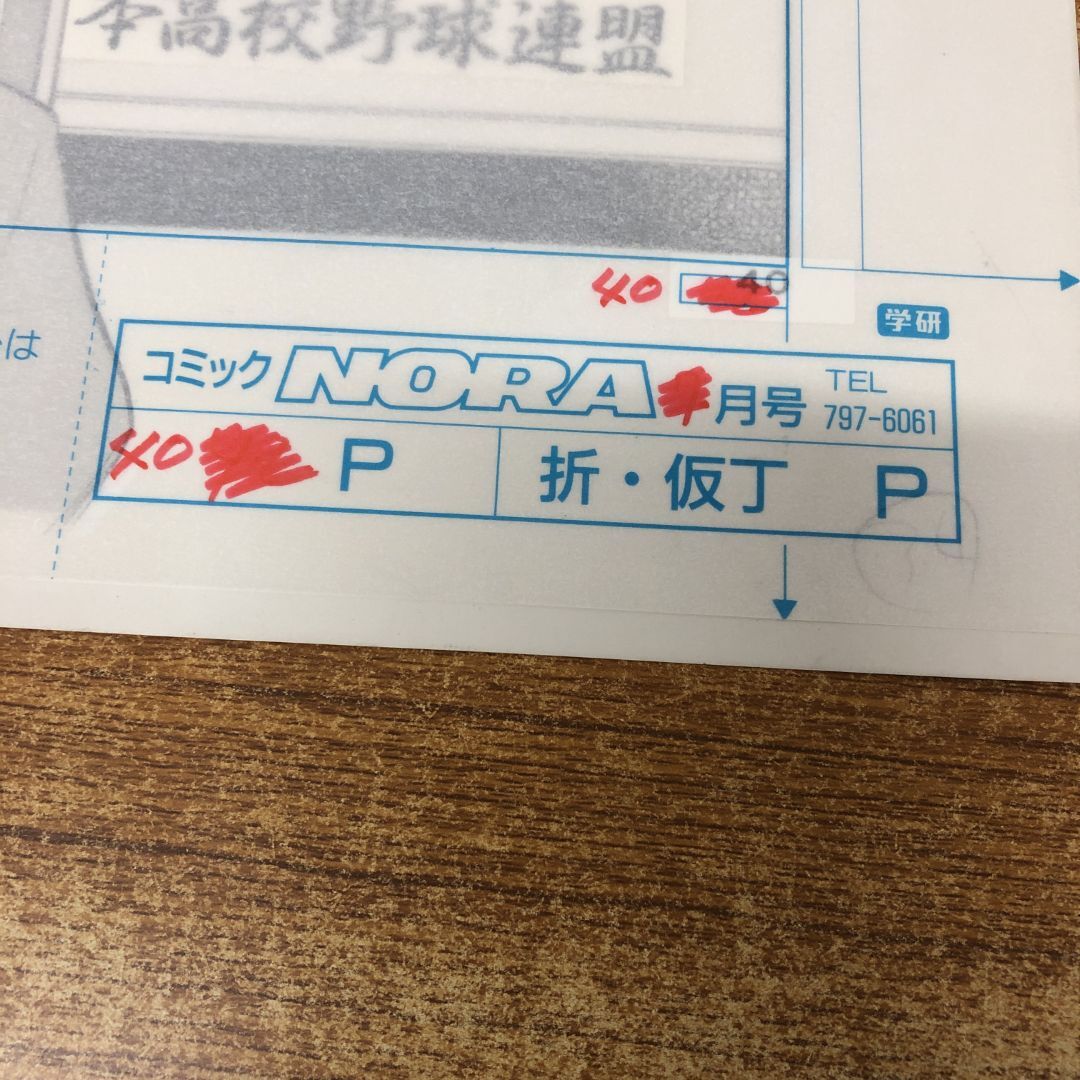 本高校野球連盟
40 40
学研
は
コミック NORA 月号 TEL 797-6061
40 P 折・仮丁 P